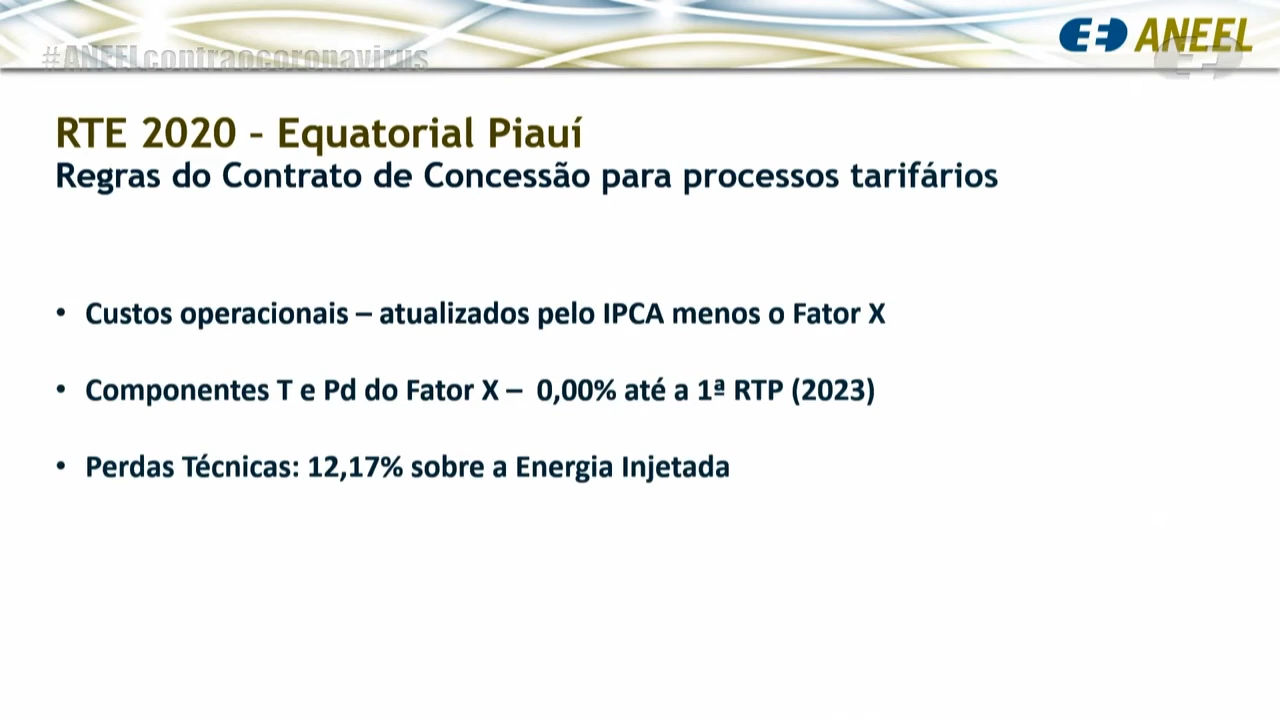 #ANEELcontraocoronavirus
ANEEL
RTE 2020 - Equatorial Piauí
Regras do Contrato de Concessão para processos tarifários
• Custos operacionais – atualizados pelo IPCA menos o Fator X
• Componentes T e Pd do Fator X – 0,00% até a 1ª RTP (2023)
• Perdas Técnicas: 12,17% sobre a Energia Injetada